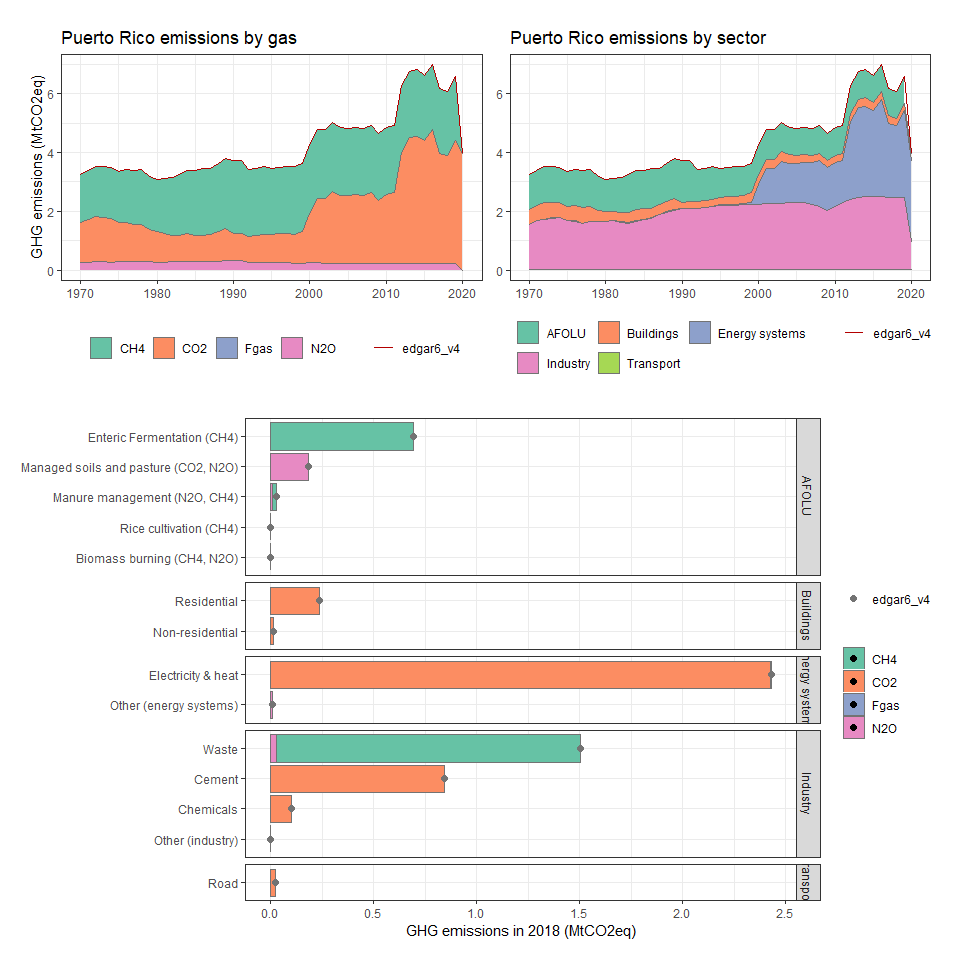 Puerto Rico emissions by gas
Puerto Rico emissions by sector
GHG emissions (MtCO2eq)
6
4
2
0
1970 1980 1990 2000 2010 2020
6
4
2
0
1970 1980 1990 2000 2010 2020
CH4 CO2 Fgas N2O edgar6_v4
AFOLU Buildings Energy systems edgar6_v4
Industry Transport
Enteric Fermentation (CH4)
Managed soils and pasture (CO2, N2O)
Manure management (N2O, CH4)
Rice cultivation (CH4)
Biomass burning (CH4, N2O)
AFOLU
Residential
Non-residential
Buildings
Electricity & heat
Other (energy systems)
nergy system
Waste
Cement
Chemicals
Other (industry)
Industry
Road
ranspo
0.0 0.5 1.0 1.5 2.0 2.5
GHG emissions in 2018 (MtCO2eq)
edgar6_v4
CH4
CO2
Fgas
N2O